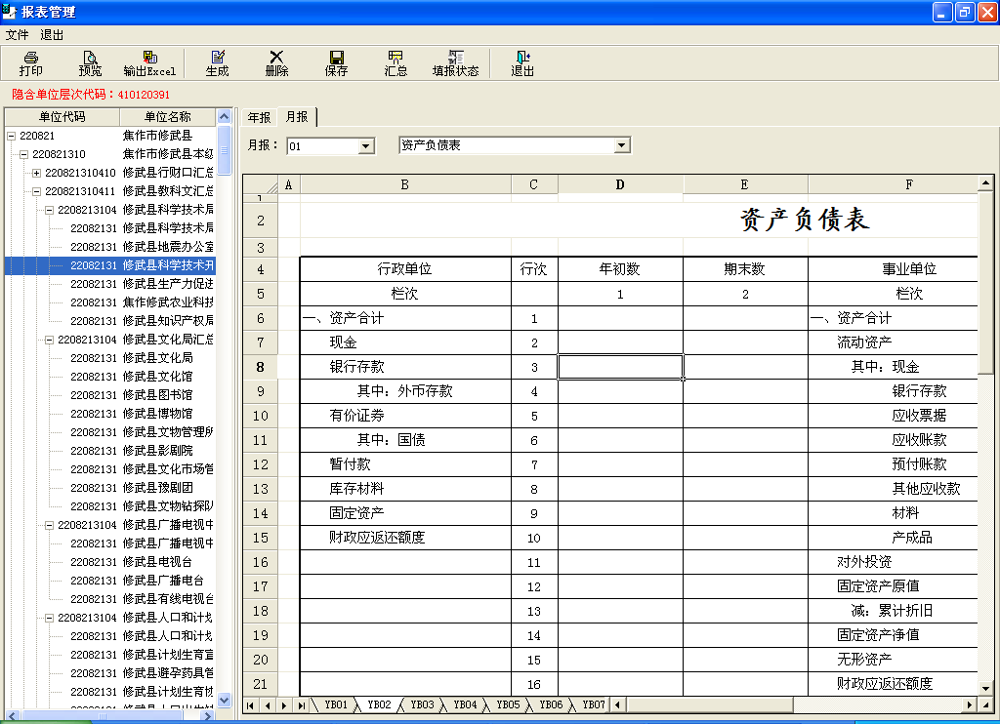 报表管理
文件 退出
打印 预览 输出Excel 生成 删除 保存 汇总 填报状态 退出
隐含单位层次代码：410120391
单位代码 单位名称
220821 焦作市修武县
220821310 焦作市修武县本级
220821310410 修武县行财口汇总
220821310411 修武县教科文汇总
2208213104 修武县科学技术局
22082131 修武县科学技术局
22082131 修武县地震办公室
22082131 修武县科学技术开
22082131 修武县生产力促进
22082131 焦作修武农业科技
22082131 修武县知识产权局
2208213104 修武县文化局汇总
22082131 修武县文化局
22082131 修武县文化馆
22082131 修武县图书馆
22082131 修武县博物馆
22082131 修武县文物管理所
22082131 修武县影剧院
22082131 修武县文化市场管
22082131 修武县豫剧团
22082131 修武县文物钻探队
2208213104 修武县广播电视中
22082131 修武县广播电视中
22082131 修武县电视台
22082131 修武县广播电台
22082131 修武县有线电视台
2208213104 修武县人口和计划
22082131 修武县人口和计划
22082131 修武县计划生育宣
22082131 修武县避孕药具管
22082131 修武县计划生育协
年报 月报
月报： 01 资产负债表
A B C D E F
1
2 资产负债表
3
4 行政单位 行次 年初数 期末数 事业单位
5 栏次 1 2 栏次
6 一、资产合计 1 一、资产合计
7 现金 2 流动资产
8 银行存款 3 其中：现金
9 其中：外币存款 4 银行存款
10 有价证券 5 应收票据
11 其中：国债 6 应收账款
12 暂付款 7 预付账款
13 库存材料 8 其他应收款
14 固定资产 9 材料
15 财政应返还额度 10 产成品
16 11 对外投资
17 12 固定资产原值
18 13 减：累计折旧
19 14 固定资产净值
20 15 无形资产
21 16 财政应返还额度
YB01 YB02 YB03 YB04 YB05 YB06 YB07